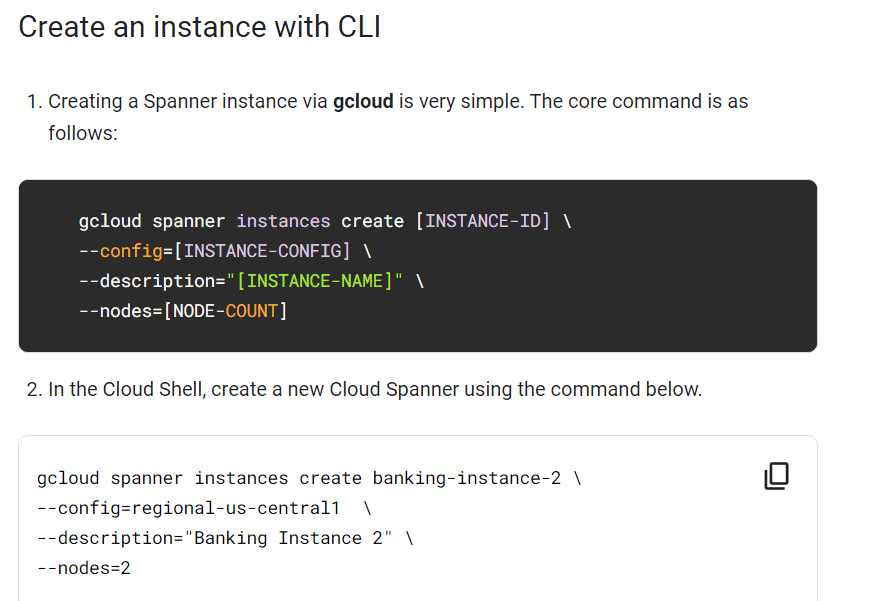 Create an instance with CLI
1. Creating a Spanner instance via gcloud is very simple. The core command is as
follows:
gcloud spanner instances create [INSTANCE-ID] \
--config=[INSTANCE-CONFIG] \
--description="[INSTANCE-NAME]" \
--nodes=[NODE-COUNT]
2. In the Cloud Shell, create a new Cloud Spanner using the command below.
gcloud spanner instances create banking-instance-2 \
--config=regional-us-central1  \
--description="Banking Instance 2" \
--nodes=2